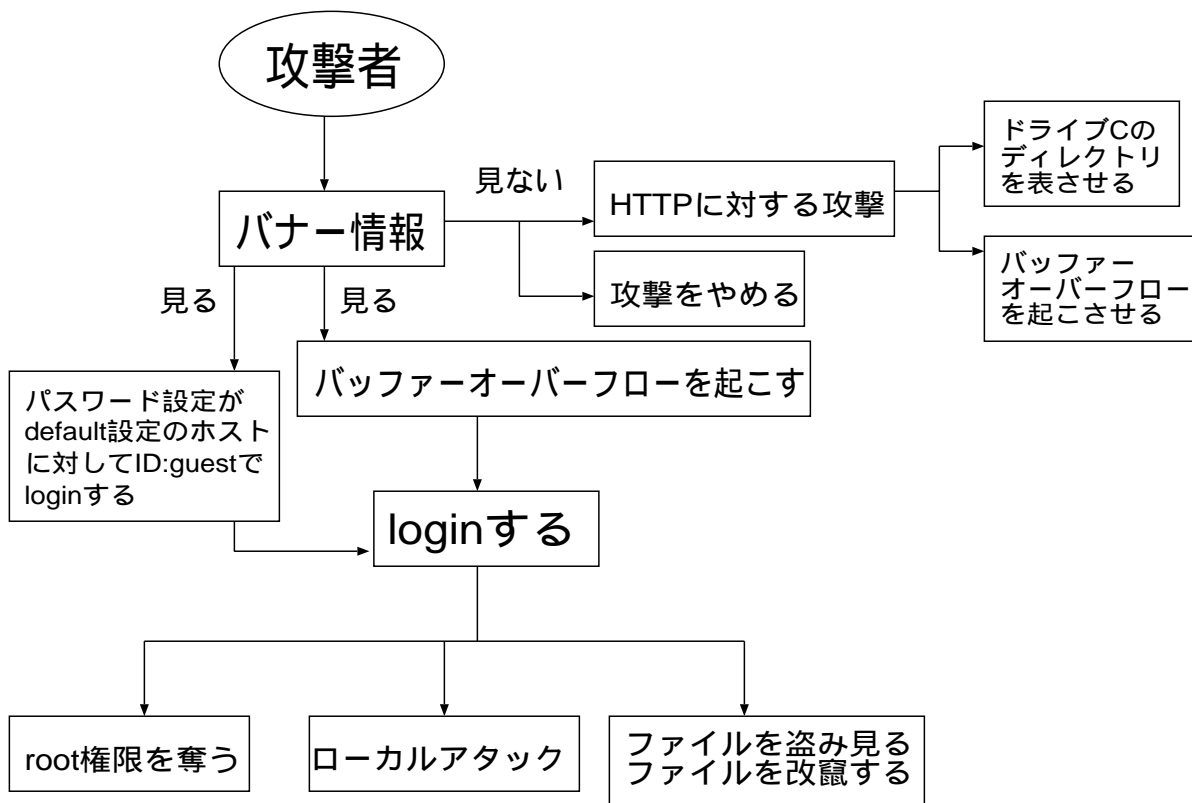 攻撃者
見ない
バナー情報
HTTPに対する攻撃
ドライブCの
ディレクトリ
を表させる
攻撃をやめる
バッファー
オーバーフロー
を起こさせる
見る
見る
パスワード設定が
default設定のホスト
に対してID:guestで
loginする
バッファーオーバーフローを起こす
loginする
root権限を奪う
ローカルアタック
ファイルを盗み見る
ファイルを改竄する